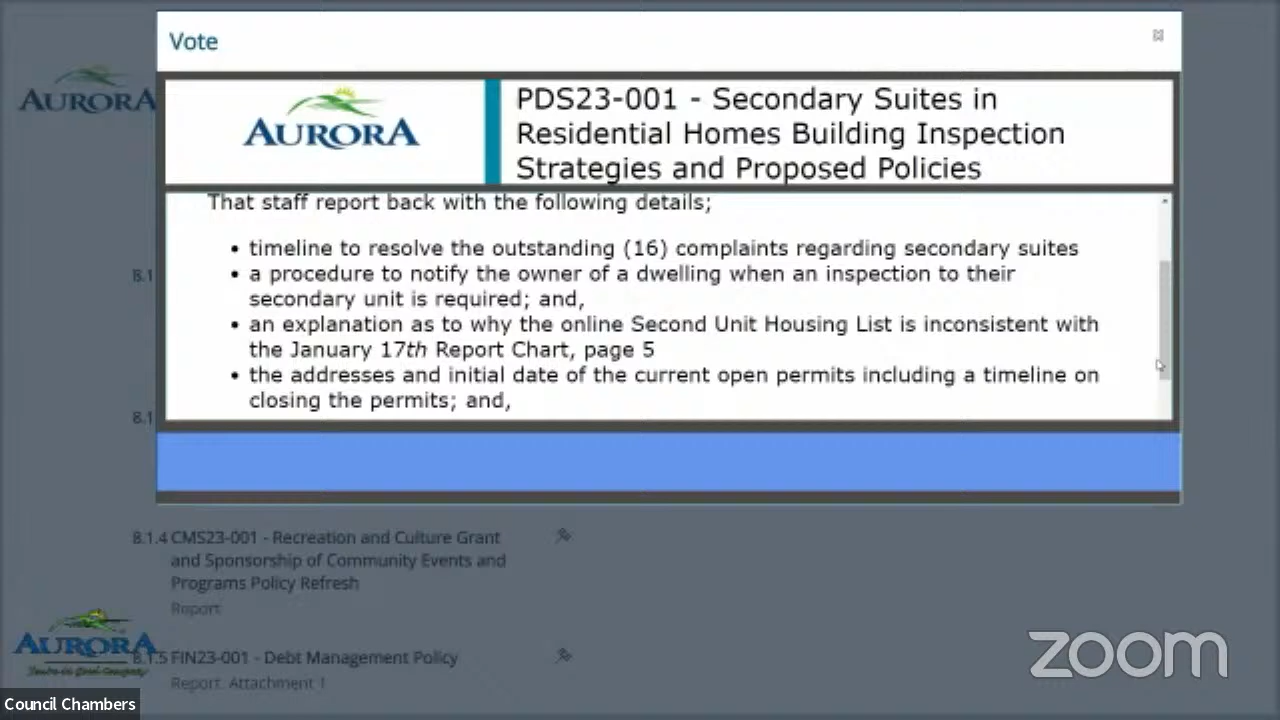 Vote
AURORA
AURORA
PDS23-001 - Secondary Suites in
Residential Homes Building Inspection
Strategies and Proposed Policies
That staff report back with the following details;
• timeline to resolve the outstanding (16) complaints regarding secondary suites
• a procedure to notify the owner of a dwelling when an inspection to their
secondary unit is required; and,
• an explanation as to why the online Second Unit Housing List is inconsistent with
the January 17th Report Chart, page 5
• the addresses and initial date of the current open permits including a timeline on
closing the permits; and,
8.1
8.1
8.1.4 CMS23-001 - Recreation and Culture Grant
and Sponsorship of Community Events and
Programs Policy Refresh
Report
AURORA
You're in Good Company
8.1.5 FIN23-001 - Debt Management Policy
Report Attachment 1
zoom
Council Chambers